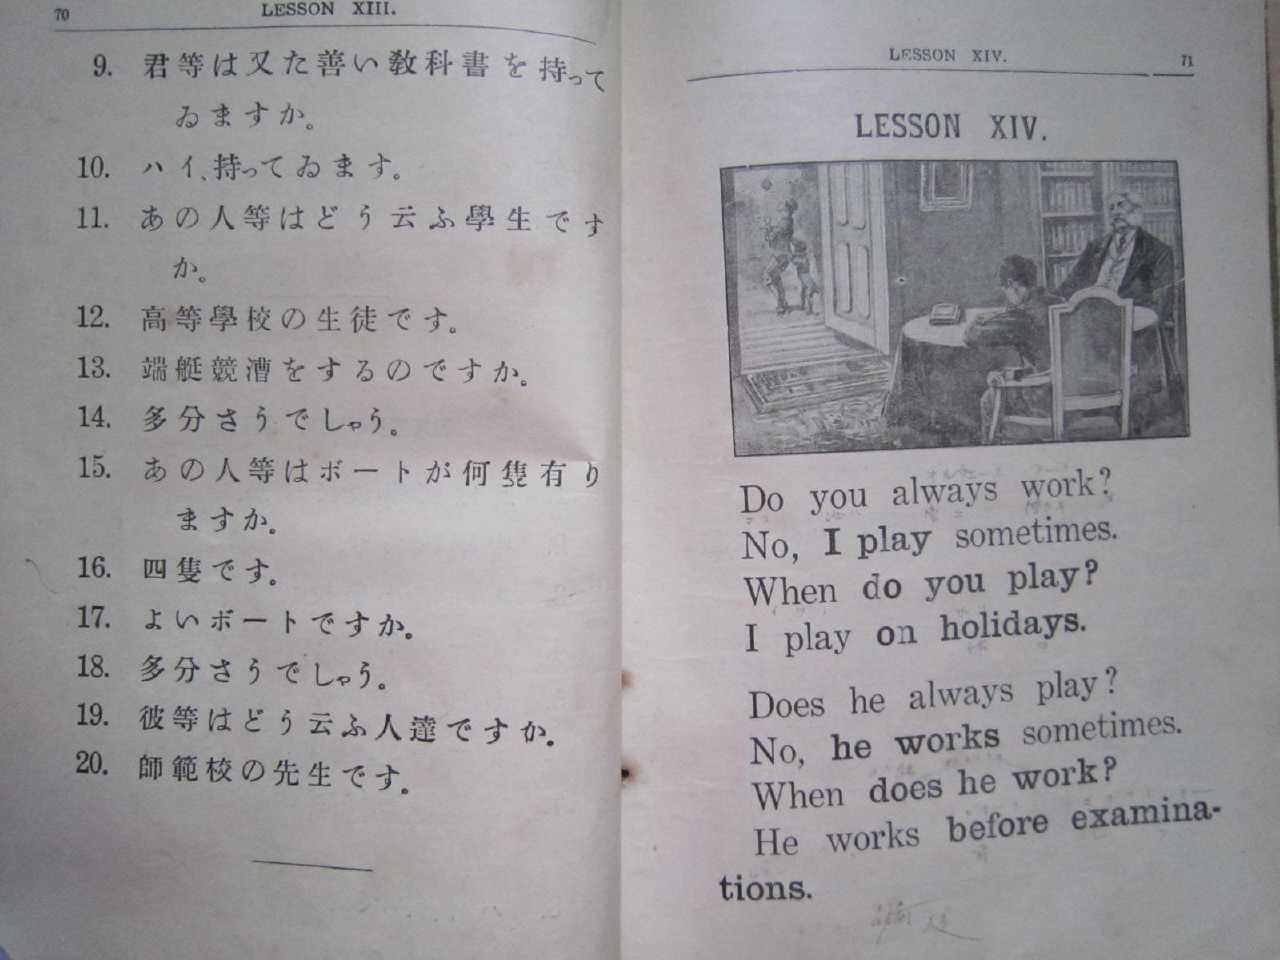 70
LESSON XIII.
9. 君等は又た善い教科書を持って
ゐますか。
10. ハイ、持ってゐます。
11. あの人等はどう云ふ學生です
か。
12. 高等學校の生徒です。
13. 端艇競漕をするのですか。
14. 多分さうでしゃう。
15. あの人等はボートが何隻有り
ますか。
16. 四隻です。
17. よいボートですか。
18. 多分さうでしゃう。
19. 彼等はどう云ふ人達ですか。
20. 師範校の先生です。
LESSON XIV.
71
LESSON XIV.
Do you always work?
No, I play sometimes.
When do you play?
I play on holidays.
Does he always play?
No, he works sometimes.
When does he work?
He works before examina-
tions.